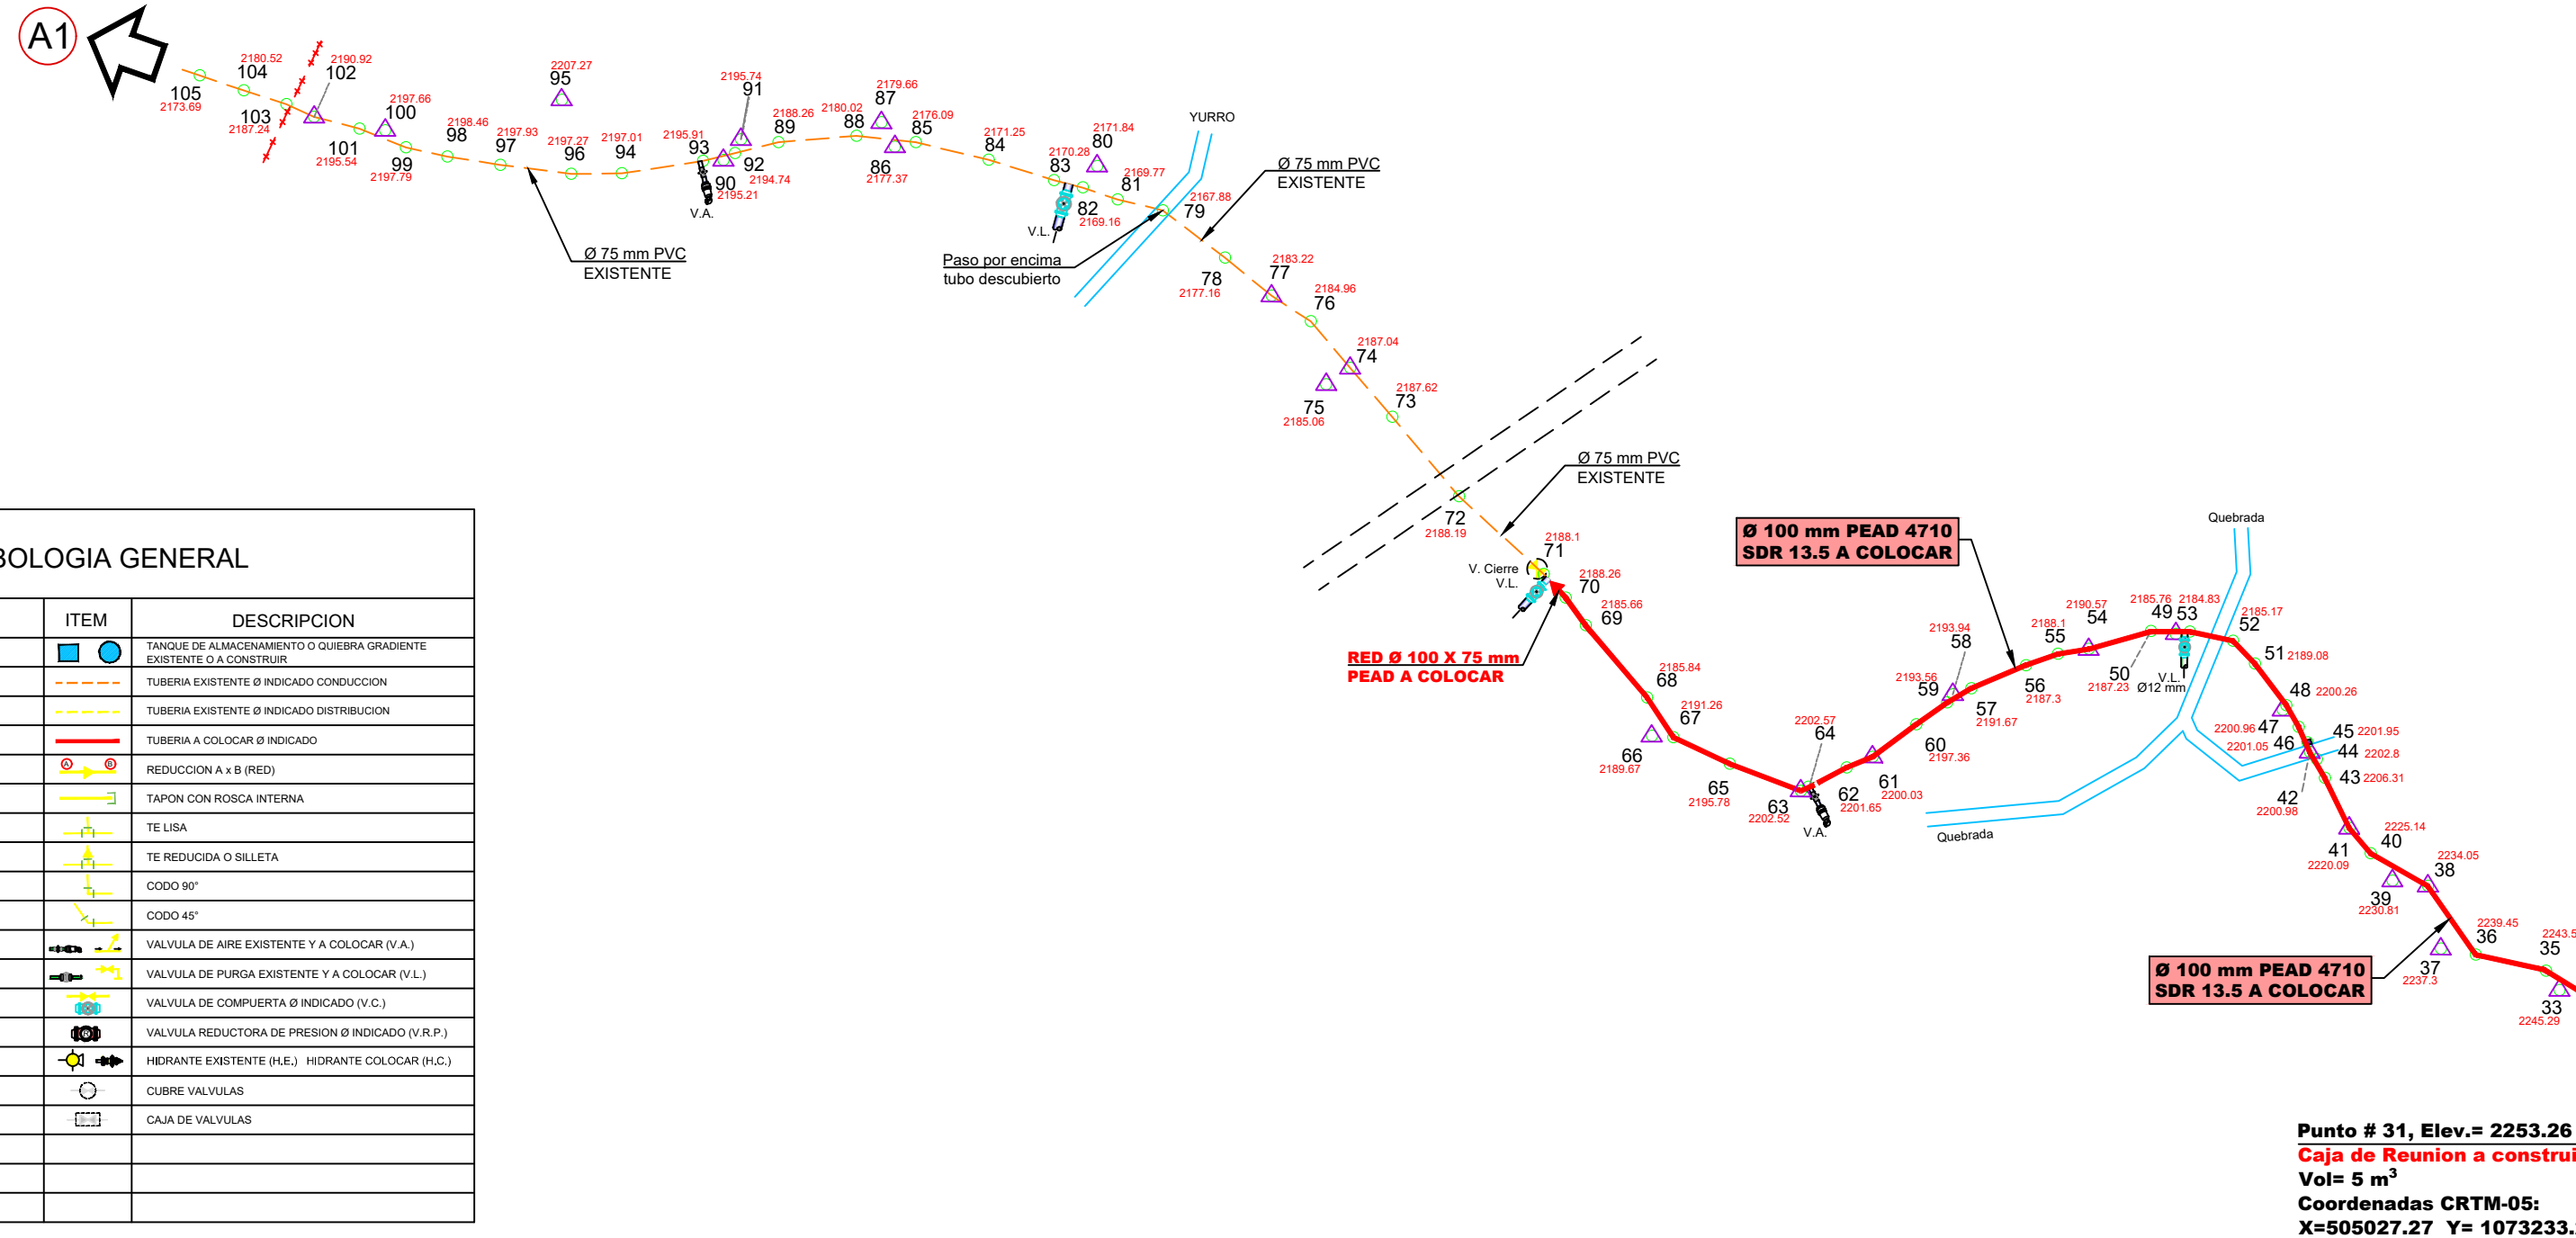 A1
105
2173.69
2180.52
104
103
2187.24
2190.92
102
101
2195.54
2197.66
100
99
2197.79
2198.46
98
2197.93
97
2207.27
95
2197.27
96
2197.01
94
Ø 75 mm PVC
EXISTENTE
2195.91
93
2195.74
91
92
2194.74
90
2195.21
V.A.
2188.26
89
2180.02
88
2179.66
87
2176.09
85
86
2177.37
2171.25
84
2170.28
83
2171.84
80
2169.77
81
82
2169.16
V.L.
YURRO
2167.88
79
Paso por encima
tubo descubierto
Ø 75 mm PVC
EXISTENTE
78
2177.16
2183.22
77
2184.96
76
2187.04
74
75
2185.06
2187.62
73
72
2188.19
Ø 75 mm PVC
EXISTENTE
2188.1
71
V. Cierre
V.L.
2188.26
70
2185.66
69
RED Ø 100 X 75 mm
PEAD A COLOCAR
2185.84
68
2191.26
67
66
2189.67
65
2195.78
2202.57
64
63
2202.52
V.A.
62
2201.65
61
2200.03
60
2197.36
2193.56
59
2193.94
58
57
2191.67
Ø 100 mm PEAD 4710
SDR 13.5 A COLOCAR
56
2187.3
2188.1
55
2190.57
54
50
2187.23
2185.76
49
2184.83
53
V.L.
Ø12 mm
Quebrada
2185.17
52
51 2189.08
48 2200.26
2200.96 47
2201.05 46
45 2201.95
44 2202.8
43 2206.31
42
2200.98
Quebrada
41
2220.09
2225.14
40
39
2230.81
2234.05
38
37
2237.3
2239.45
36
2243.5
35
33
2245.29
Ø 100 mm PEAD 4710
SDR 13.5 A COLOCAR
BOLOGIA GENERAL
ITEM DESCRIPCION
TANQUE DE ALMACENAMIENTO O QUIEBRA GRADIENTE
EXISTENTE O A CONSTRUIR
TUBERIA EXISTENTE Ø INDICADO CONDUCCION
TUBERIA EXISTENTE Ø INDICADO DISTRIBUCION
TUBERIA A COLOCAR Ø INDICADO
A B REDUCCION A x B (RED)
TAPON CON ROSCA INTERNA
TE LISA
TE REDUCIDA O SILLETA
CODO 90°
CODO 45°
VALVULA DE AIRE EXISTENTE Y A COLOCAR (V.A.)
VALVULA DE PURGA EXISTENTE Y A COLOCAR (V.L.)
VALVULA DE COMPUERTA Ø INDICADO (V.C.)
VALVULA REDUCTORA DE PRESION Ø INDICADO (V.R.P.)
HIDRANTE EXISTENTE (H.E.) HIDRANTE COLOCAR (H.C.)
CUBRE VALVULAS
CAJA DE VALVULAS
Punto # 31, Elev.= 2253.26
Caja de Reunion a construi
Vol= 5 m³
Coordenadas CRTM-05:
X=505027.27 Y= 1073233.